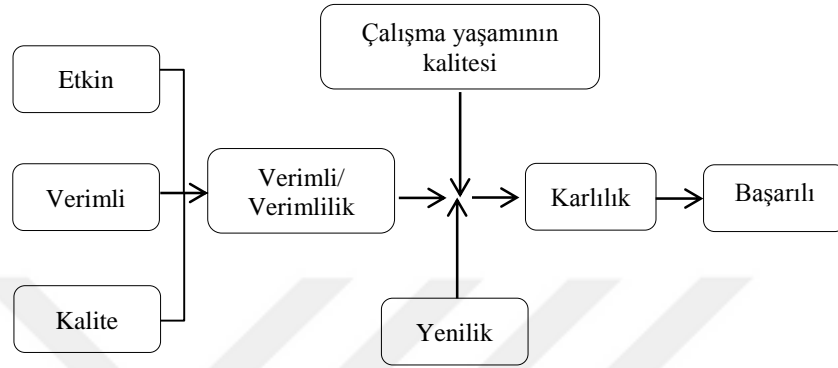 Çalışma yaşamının
kalitesi
Etkin
Verimli
Verimli/
Verimlilik
Karlılık
Başarılı
Kalite
Yenilik